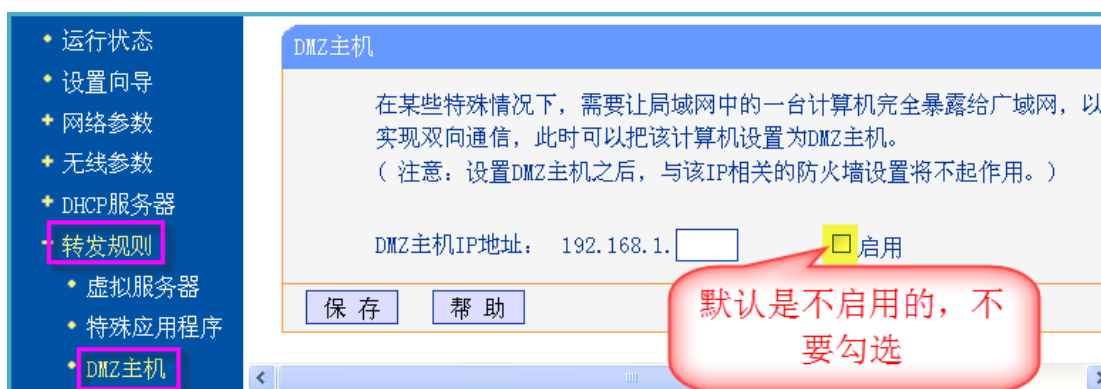 运行状态
设置向导
网络参数
无线参数
DHCP服务器
转发规则
虚拟服务器
特殊应用程序
DMZ主机
DMZ主机
在某些特殊情况下，需要让局域网中的一台计算机完全暴露给广域网，以
实现双向通信，此时可以把该计算机设置为DMZ主机。
（注意：设置DMZ主机之后，与该IP相关的防火墙设置将不起作用。）
DMZ主机IP地址： 192.168.1. 启用
保 存 帮 助
默认是不启用的，不
要勾选